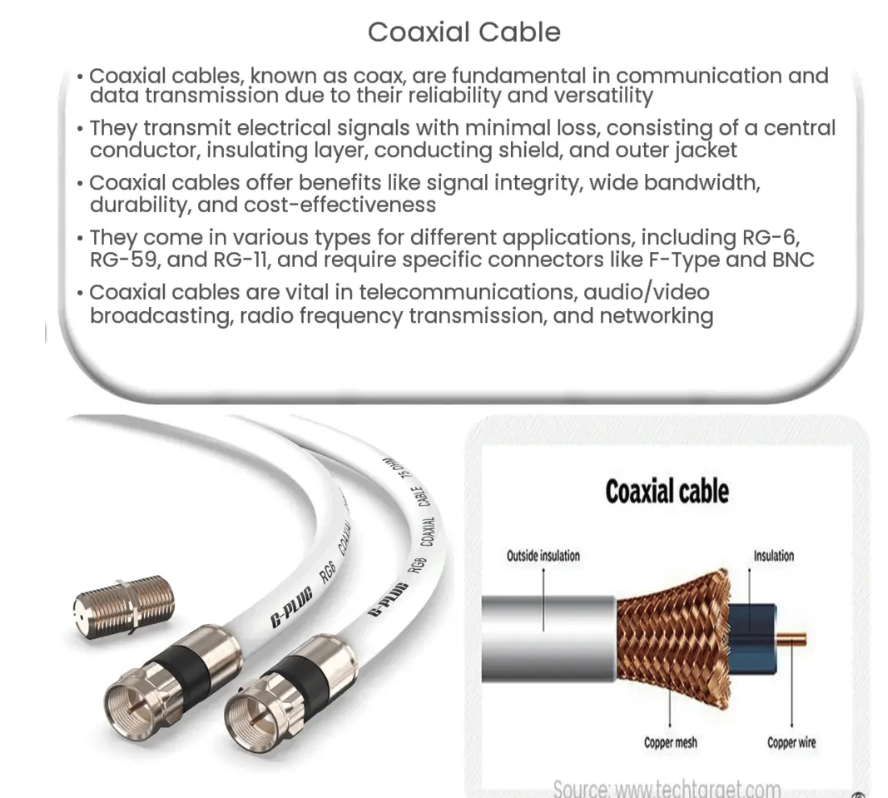 Coaxial Cable
• Coaxial cables, known as coax, are fundamental in communication and
data transmission due to their reliability and versatility
• They transmit electrical signals with minimal loss, consisting of a central
conductor, insulating layer, conducting shield, and outer jacket
• Coaxial cables offer benefits like signal integrity, wide bandwidth,
durability, and cost-effectiveness
• They come in various types for different applications, including RG-6,
RG-59, and RG-11, and require specific connectors like F-Type and BNC
• Coaxial cables are vital in telecommunications, audio/video
broadcasting, radio frequency transmission, and networking
G-PLUG RG6 COAXIAL
G-PLUG RG6 COAXIAL CABLE 75 OHM
Coaxial cable
Outside insulation
Insulation
Copper mesh
Copper wire
Source: www.techtarget.com